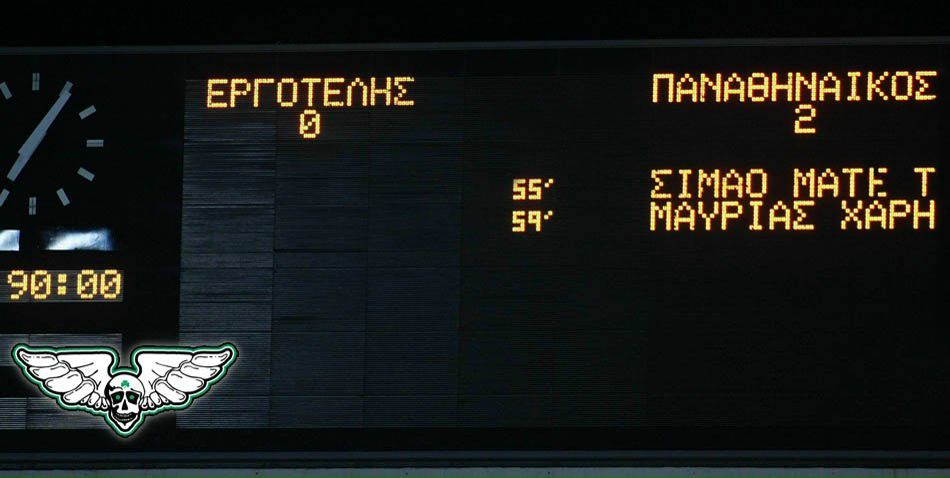 ΕΡΓΟΤΕΛΗΣ ΠΑΝΑΘΗΝΑΙΚΟΣ
0 2
55' ΣΙΜΑΟ ΜΑΤΕ Τ
59' ΜΑΥΡΙΑΣ ΧΑΡΗ
90:00